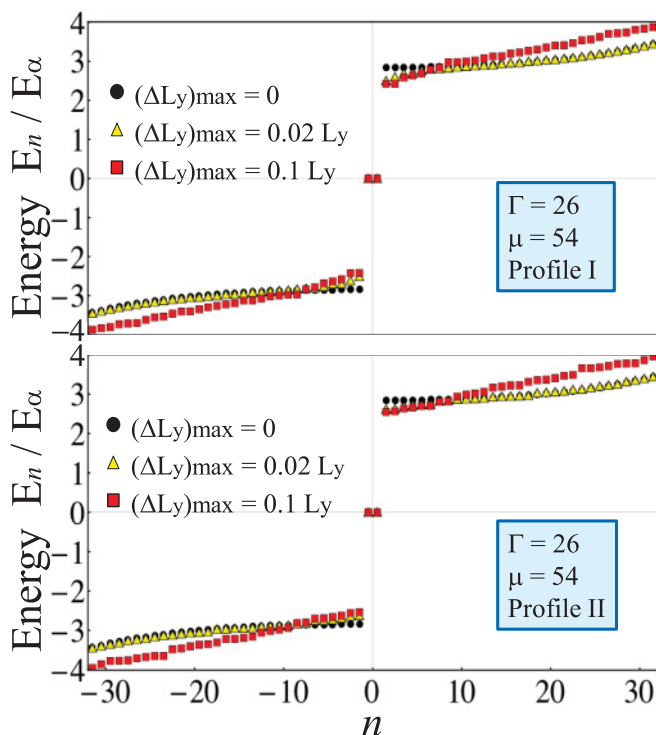 4
3
2
1
0
−1
−2
−3
−4
Energy Eₙ / Eα
(ΔLy)max = 0
(ΔLy)max = 0.02 Ly
(ΔLy)max = 0.1 Ly
Γ = 26
μ = 54
Profile I
4
3
2
1
0
−1
−2
−3
−4
Energy Eₙ / Eα
(ΔLy)max = 0
(ΔLy)max = 0.02 Ly
(ΔLy)max = 0.1 Ly
Γ = 26
μ = 54
Profile II
−30 −20 −10 0 10 20 30
n